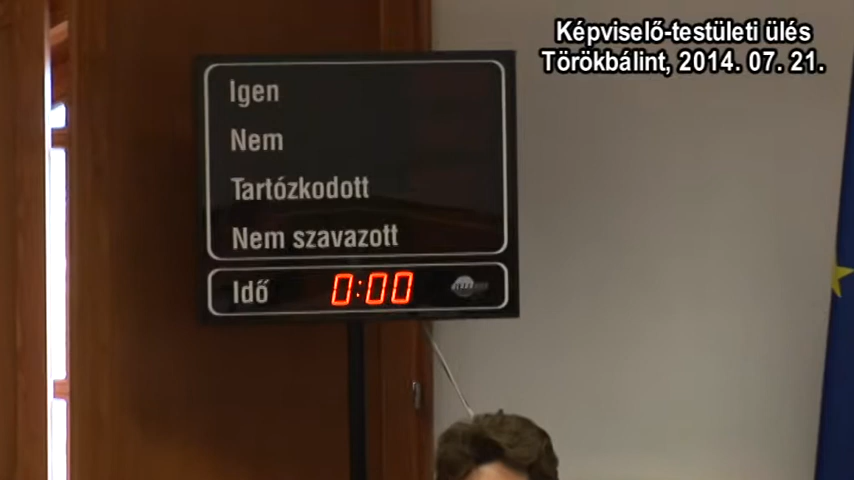 Képviselő-testületi ülés
Törökbálint, 2014. 07. 21.
Igen
Nem
Tartózkodott
Nem szavazott
Idő 0:00